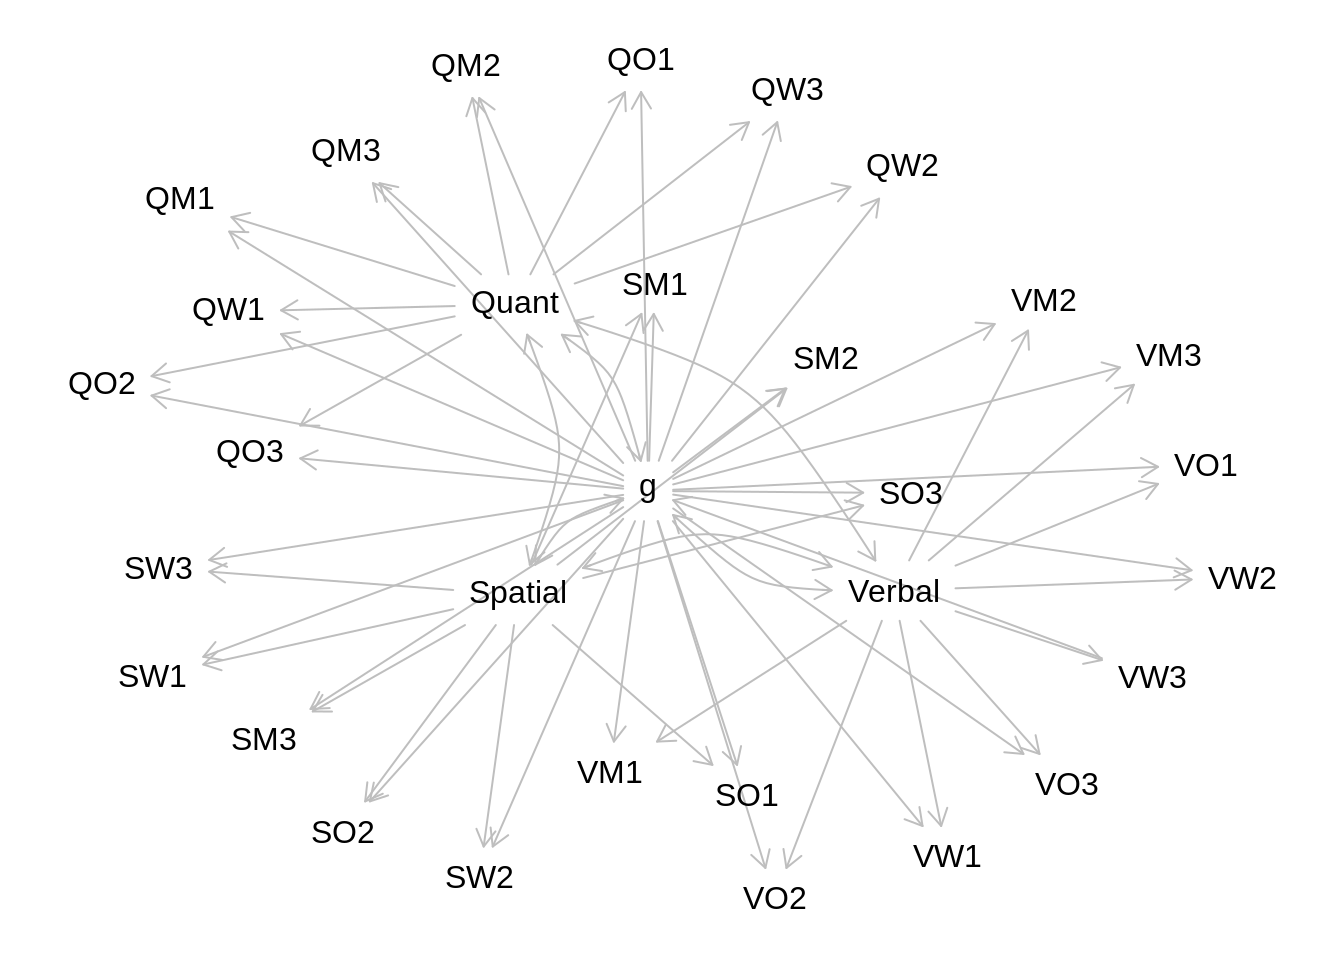 QO1
QM2
QW3
QM3
QW2
QM1
SM1
VM2
Quant
QW1
VM3
SM2
QO2
QO3
VO1
g
SO3
SW3
VW2
Verbal
Spatial
SW1
VW3
SM3
VM1
VO3
SO1
SO2
VW1
SW2
VO2